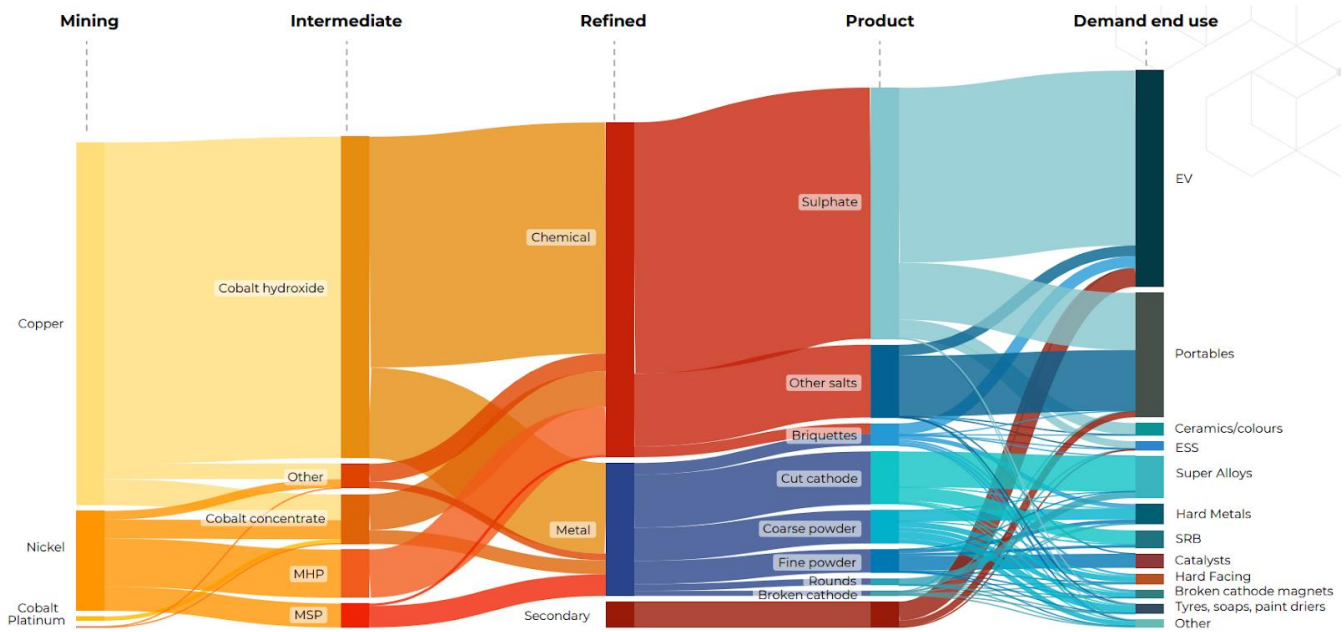 Mining
Intermediate
Refined
Product
Demand end use
Copper
Nickel
Cobalt
Platinum
Cobalt hydroxide
Other
Cobalt concentrate
MHP
MSP
Chemical
Metal
Secondary
Sulphate
Other salts
Briquettes
Cut cathode
Coarse powder
Fine powder
Rounds
Broken cathode
EV
Portables
Ceramics/colours
ESS
Super Alloys
Hard Metals
SRB
Catalysts
Hard Facing
Broken cathode magnets
Tyres, soaps, paint driers
Other